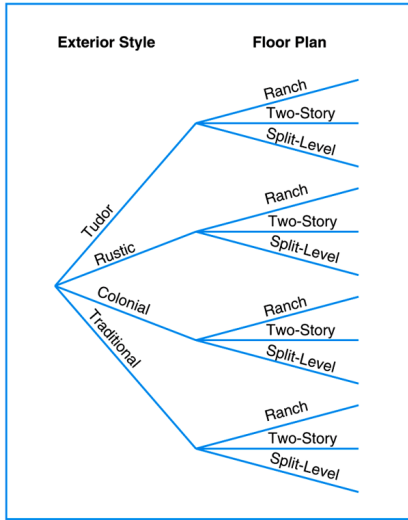 Exterior Style
Floor Plan
Tudor
Ranch
Two-Story
Split-Level
Rustic
Ranch
Two-Story
Split-Level
Colonial
Ranch
Two-Story
Split-Level
Traditional
Ranch
Two-Story
Split-Level